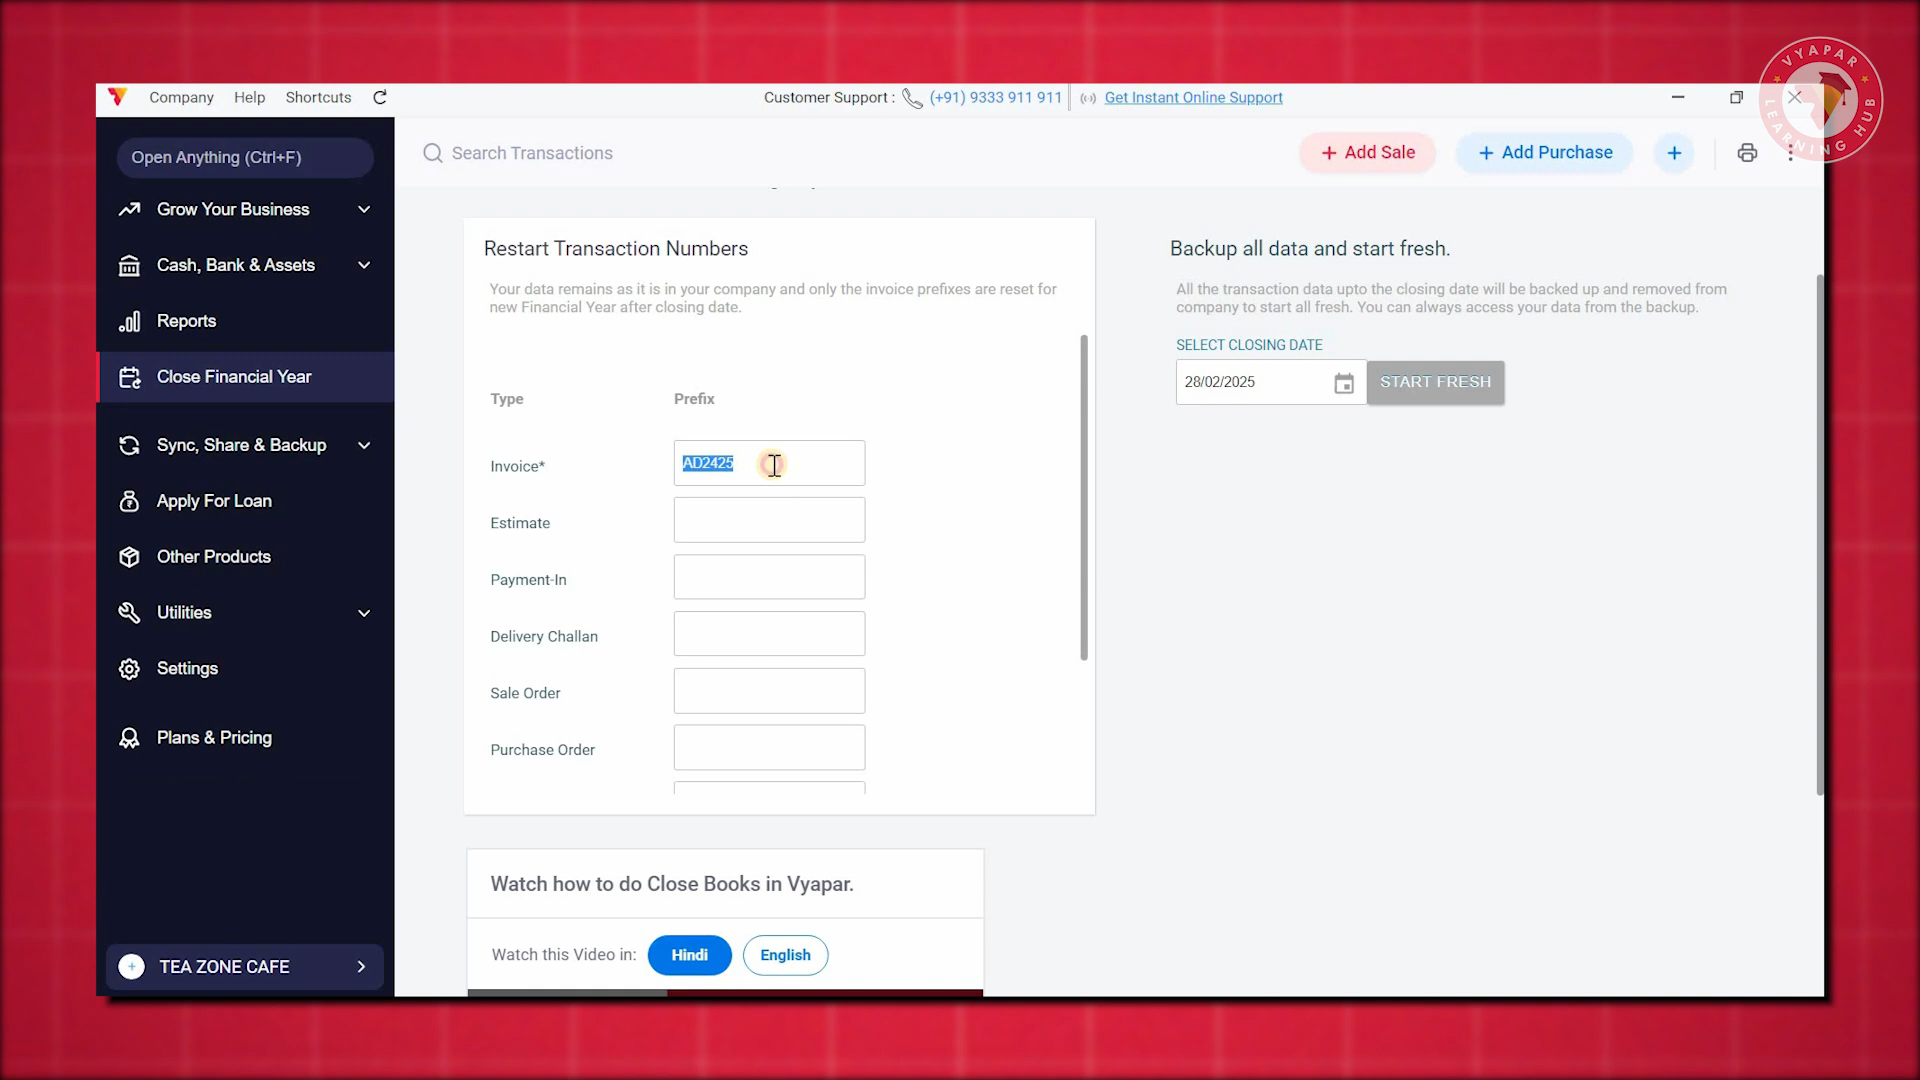 VYAPAR
LEARNING HUB
Company Help Shortcuts
Customer Support : (+91) 9333 911 911 Get Instant Online Support
Open Anything (Ctrl+F)
Search Transactions
+ Add Sale
+ Add Purchase
+
Grow Your Business
Cash, Bank & Assets
Reports
Close Financial Year
Sync, Share & Backup
Apply For Loan
Other Products
Utilities
Settings
Plans & Pricing
TEA ZONE CAFE
Restart Transaction Numbers
Your data remains as it is in your company and only the invoice prefixes are reset for
new Financial Year after closing date.
Type Prefix
Invoice* AD2425
Estimate
Payment-In
Delivery Challan
Sale Order
Purchase Order
Backup all data and start fresh.
All the transaction data upto the closing date will be backed up and removed from
company to start all fresh. You can always access your data from the backup.
SELECT CLOSING DATE
28/02/2025 START FRESH
Watch how to do Close Books in Vyapar.
Watch this Video in: Hindi English